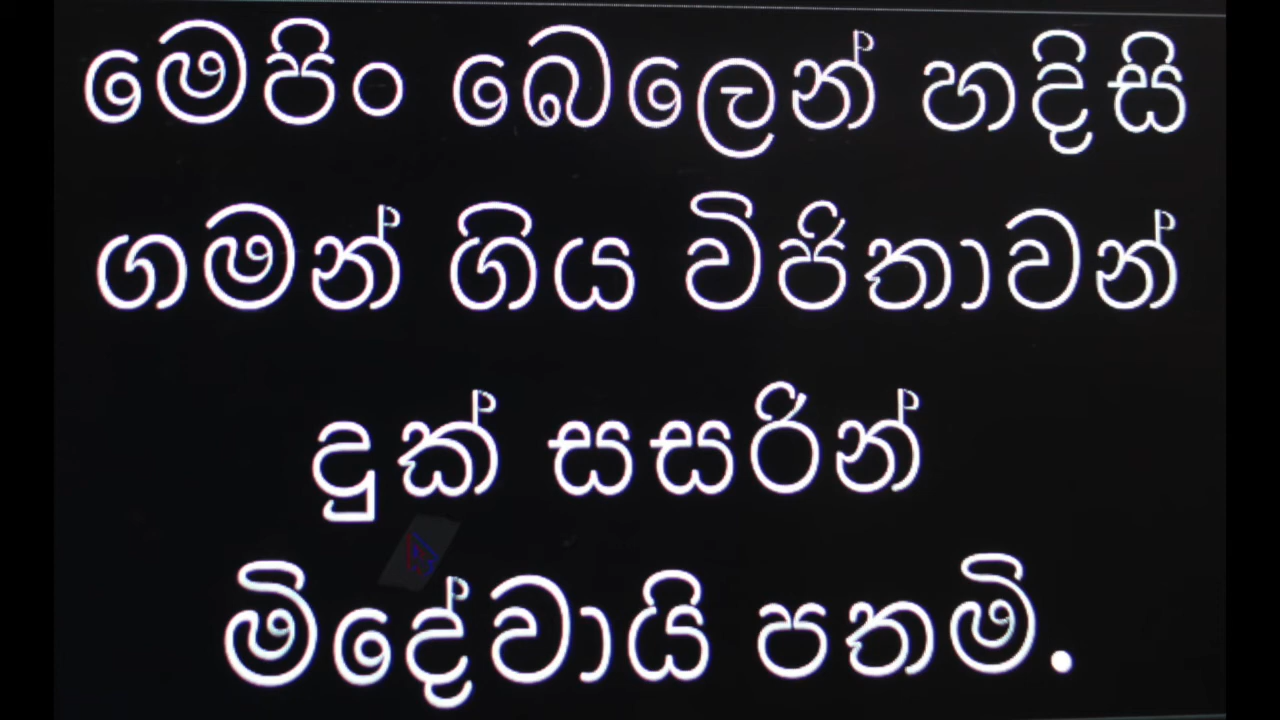 මෙපිං බෙලෙන් හදිසි
ගමන් ගිය විජිතාවන්
දුක් සසරින්
මිදේවායි පතමි.